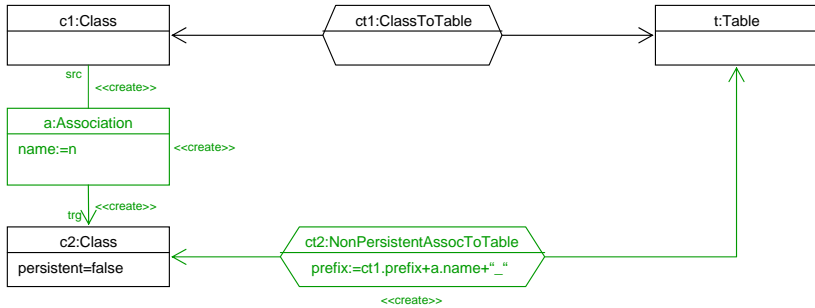 c1:Class
ct1:ClassToTable
t:Table
src
<<create>>
a:Association
name:=n
<<create>>
<<create>>
trg
c2:Class
persistent=false
ct2:NonPersistentAssocToTable
prefix:=ct1.prefix+a.name+“_“
<<create>>